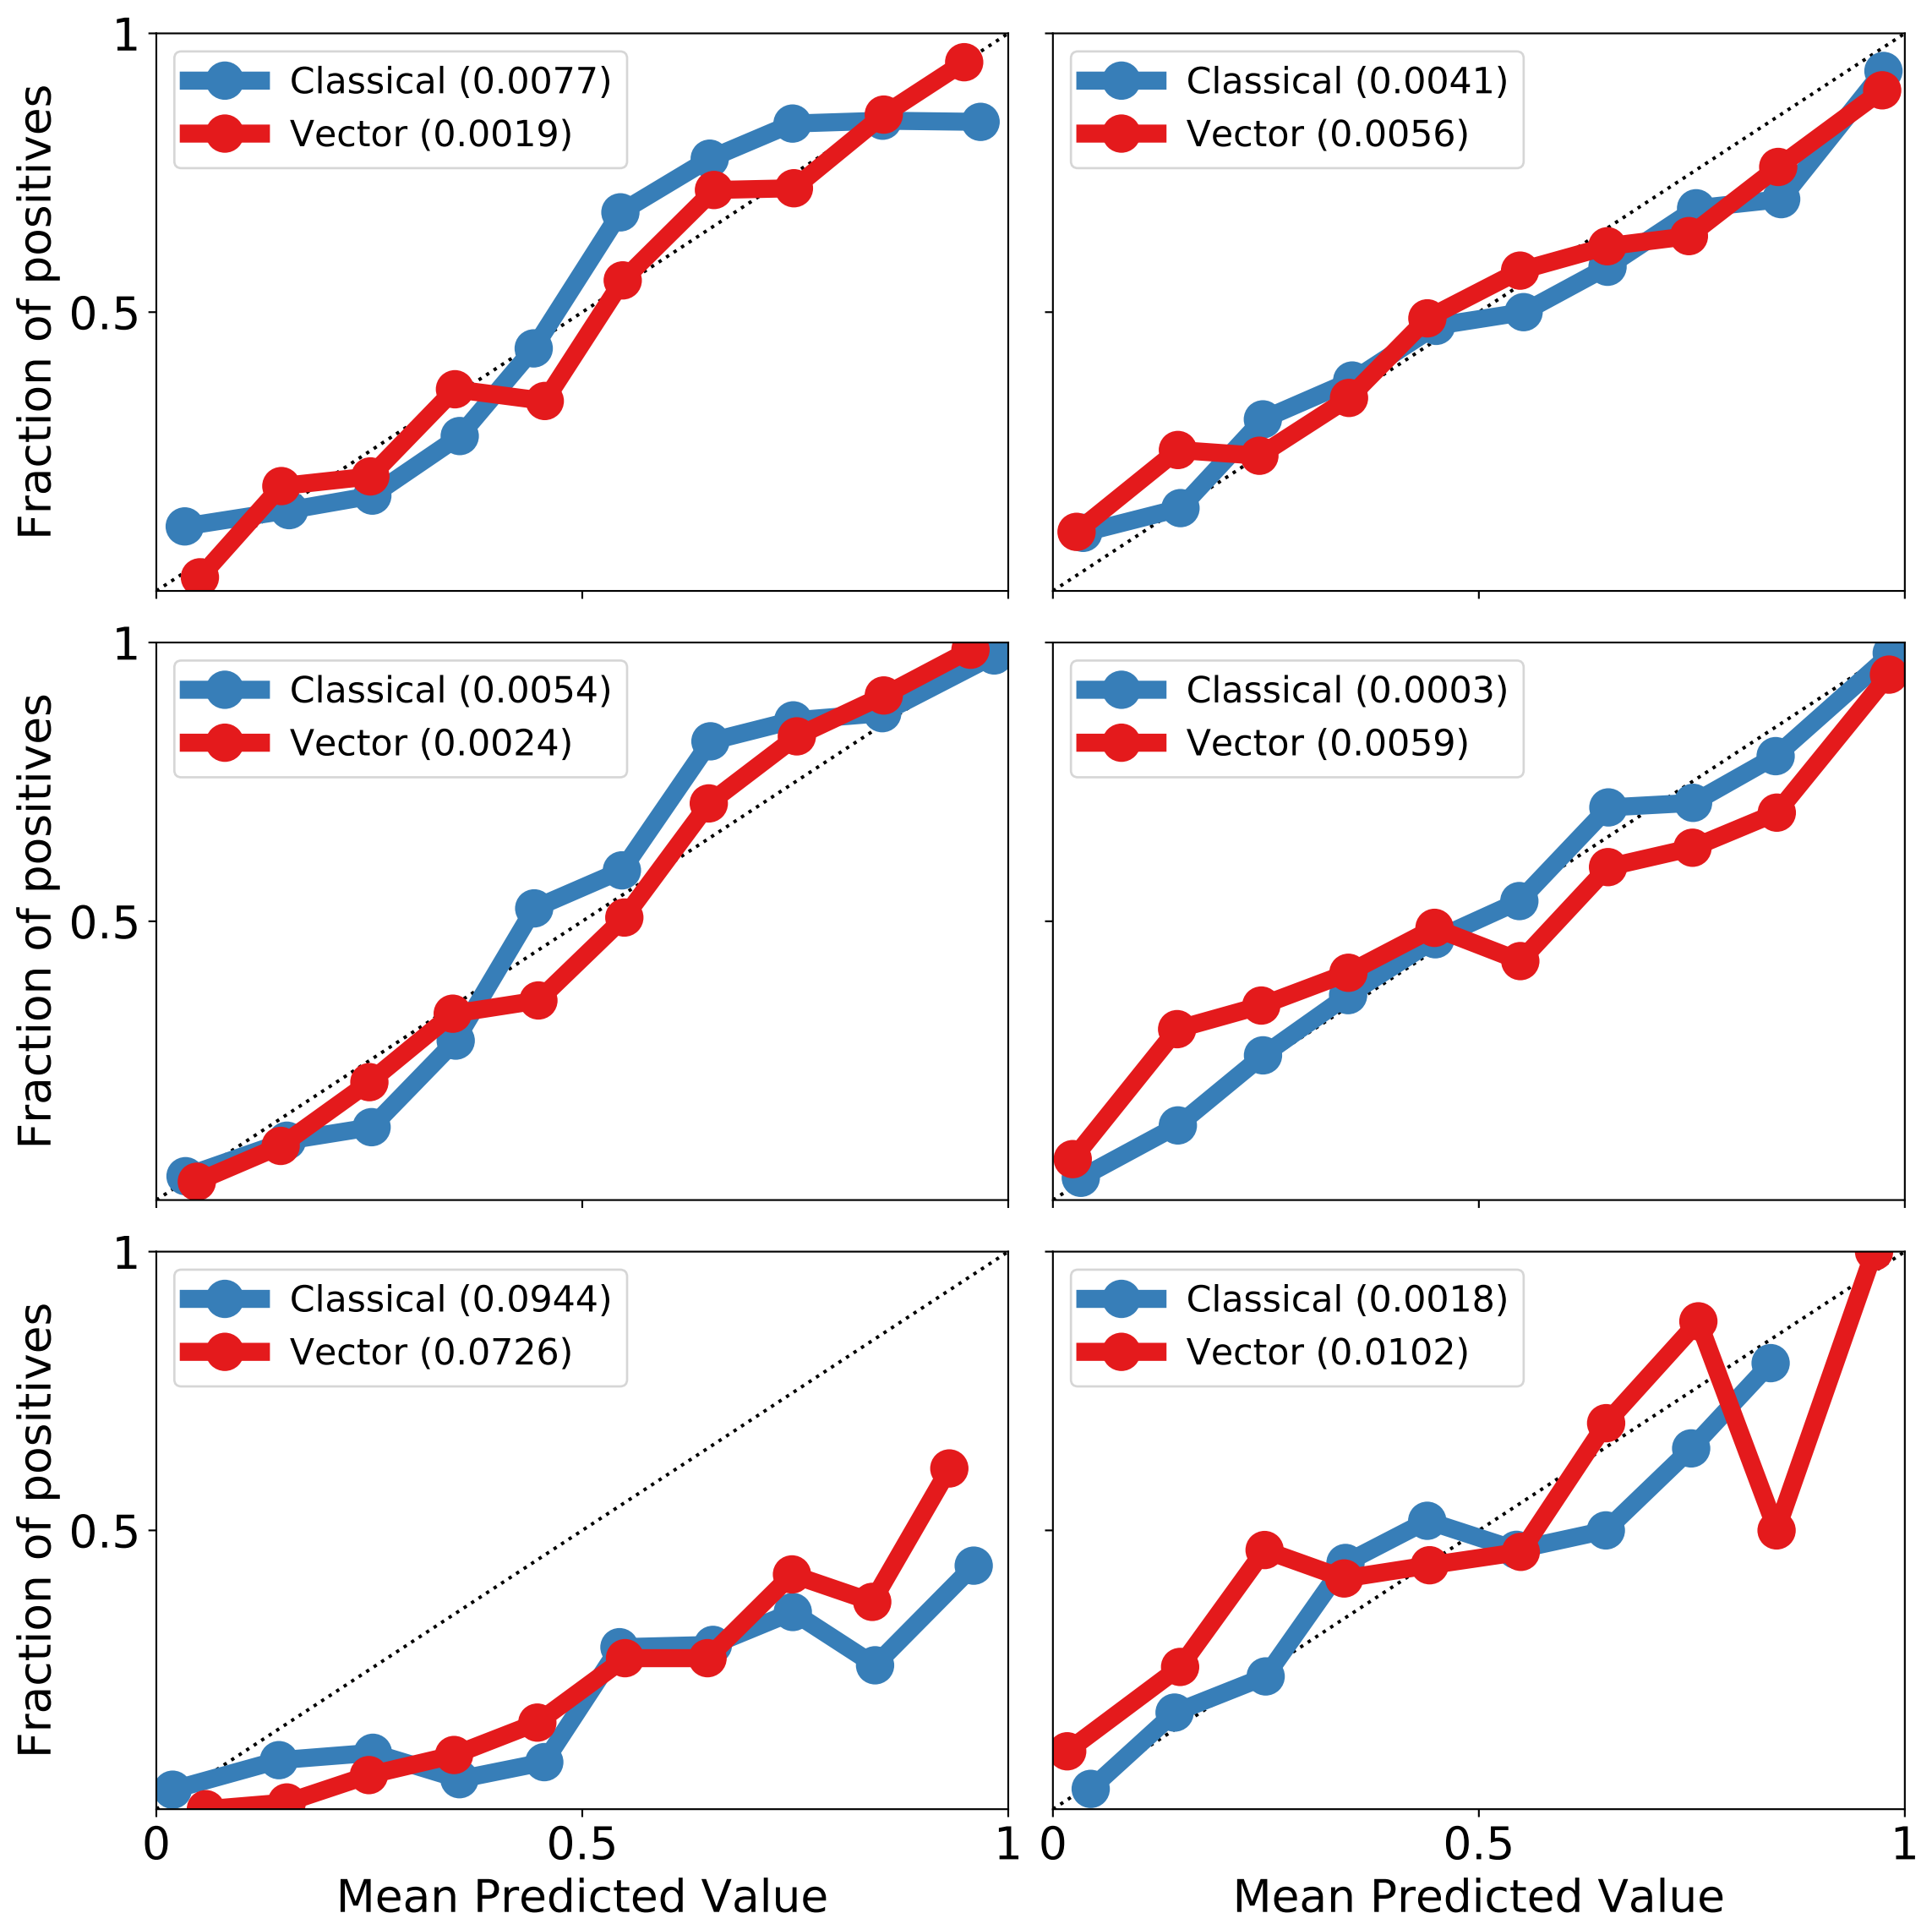 1
Classical (0.0077)
Vector (0.0019)
0.5
Fraction of positives
Classical (0.0041)
Vector (0.0056)
1
Classical (0.0054)
Vector (0.0024)
0.5
Fraction of positives
Classical (0.0003)
Vector (0.0059)
1
Classical (0.0944)
Vector (0.0726)
0.5
Fraction of positives
0 0.5 1
Mean Predicted Value
Classical (0.0018)
Vector (0.0102)
0 0.5 1
Mean Predicted Value